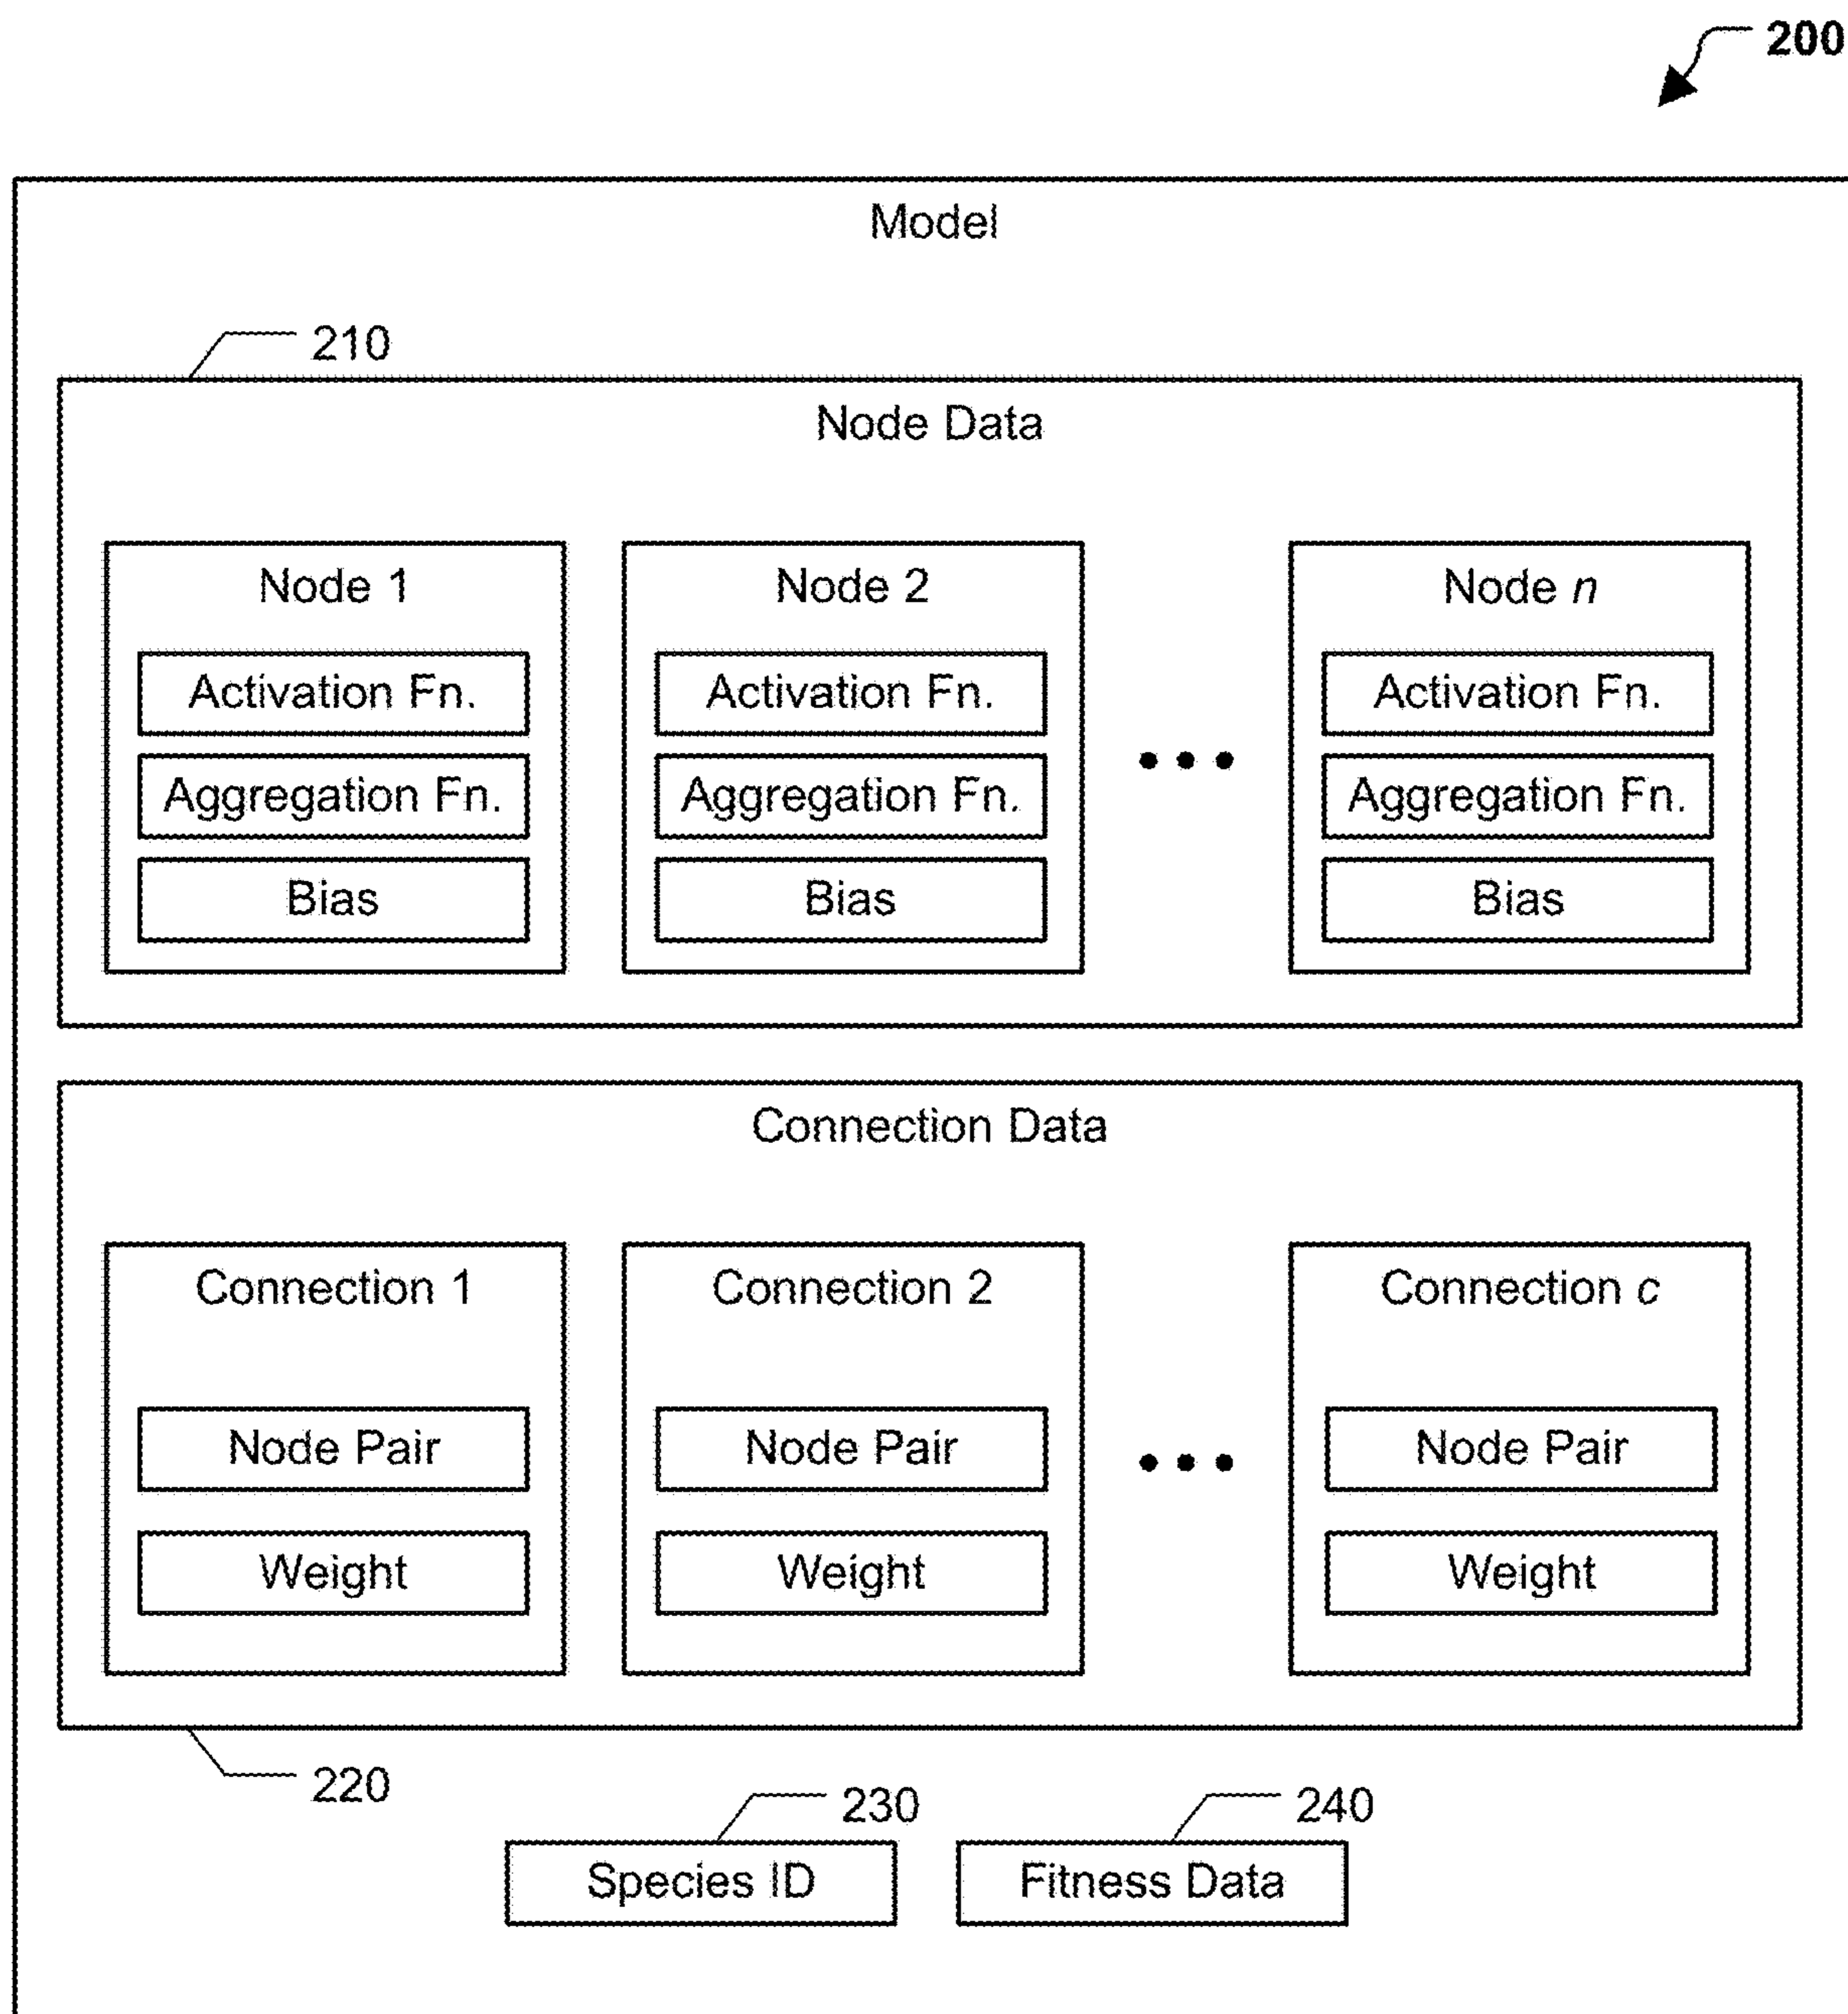 200
Model
210
Node Data
Node 1
Node 2
Node n
Activation Fn.
Activation Fn.
Activation Fn.
Aggregation Fn.
Aggregation Fn.
Aggregation Fn.
Bias
Bias
Bias
Connection Data
Connection 1
Connection 2
Connection c
Node Pair
Node Pair
Node Pair
Weight
Weight
Weight
220
230
240
Species ID
Fitness Data